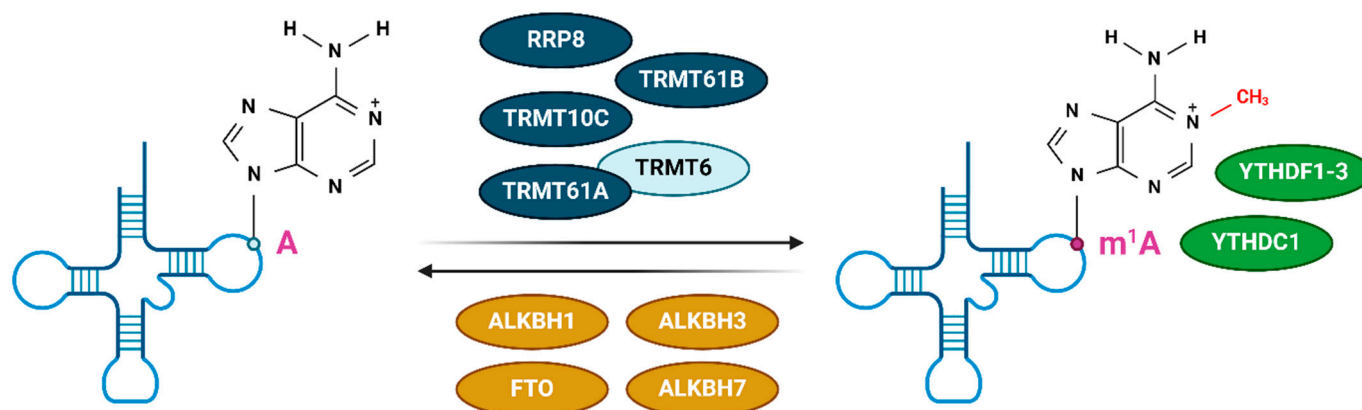 H H
N
N
N
+
N
N
A
RRP8
TRMT61B
TRMT10C
TRMT6
TRMT61A
ALKBH1
ALKBH3
FTO
ALKBH7
H H
N
N
N
+
CH₃
N
N
m¹A
YTHDF1-3
YTHDC1